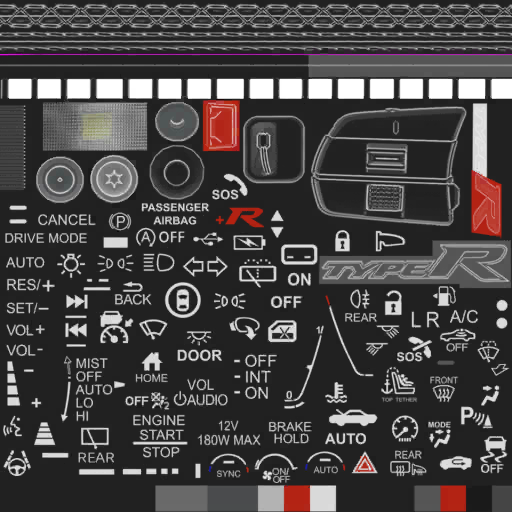 SOS
PASSENGER
AIRBAG
+R
CANCEL
P
DRIVE MODE
A OFF
AUTO
ON
TYPE R
RES/+
BACK
OFF
REAR
SET/-
L R A/C
VOL+
OFF
VOL-
DOOR
SOS
MIST
OFF
AUTO
LO
HI
HOME
- OFF
- INT
- ON
TOP TETHER
FRONT
VOL
AUDIO
OFF
1/
0
ENGINE
START
STOP
12V
180W MAX
BRAKE
HOLD
AUTO
MODE
P
REAR
SYNC
ON/
OFF
AUTO
REAR
OFF